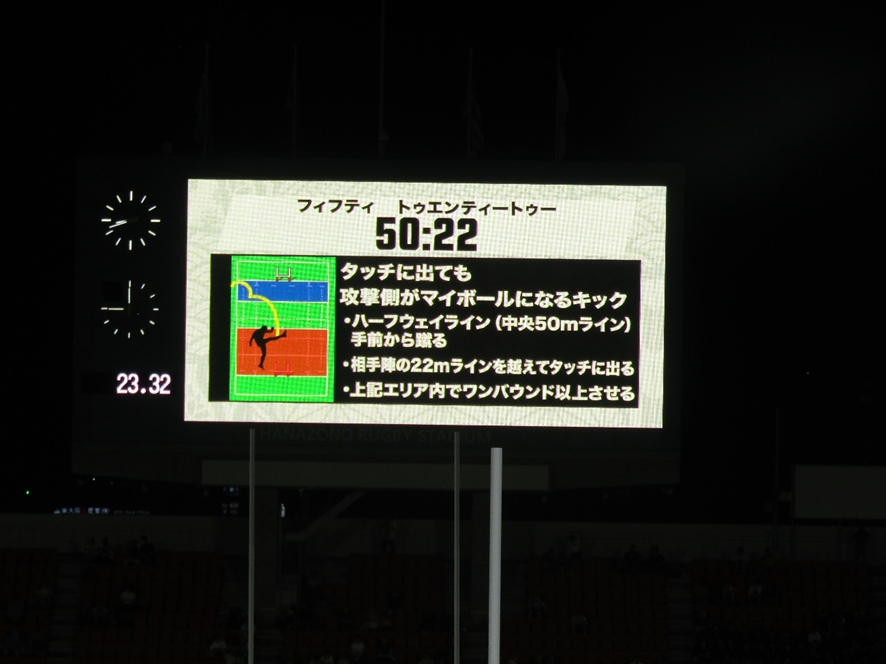 フィフティ トゥエンティートゥー
50:22
タッチに出ても
攻撃側がマイボールになるキック
・ハーフウェイライン(中央50mライン)
手前から蹴る
・相手陣の22mラインを越えてタッチに出る
・上記エリア内でワンバウンド以上させる
23.32
HANAZONO RUGBY STADIUM